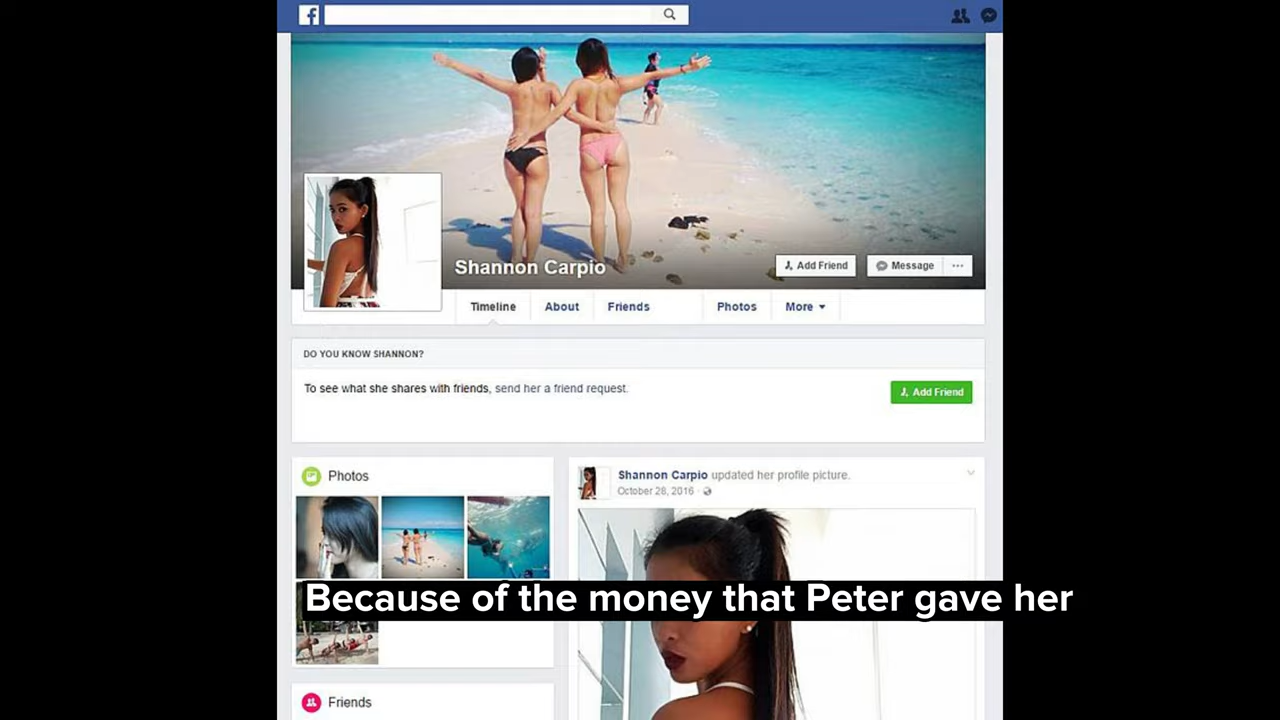 f
Shannon Carpio
Add Friend
Message
Timeline
About
Friends
Photos
More
DO YOU KNOW SHANNON?
To see what she shares with friends, send her a friend request.
Add Friend
Photos
Shannon Carpio updated her profile picture.
October 28, 2016
Because of the money that Peter gave her
Friends